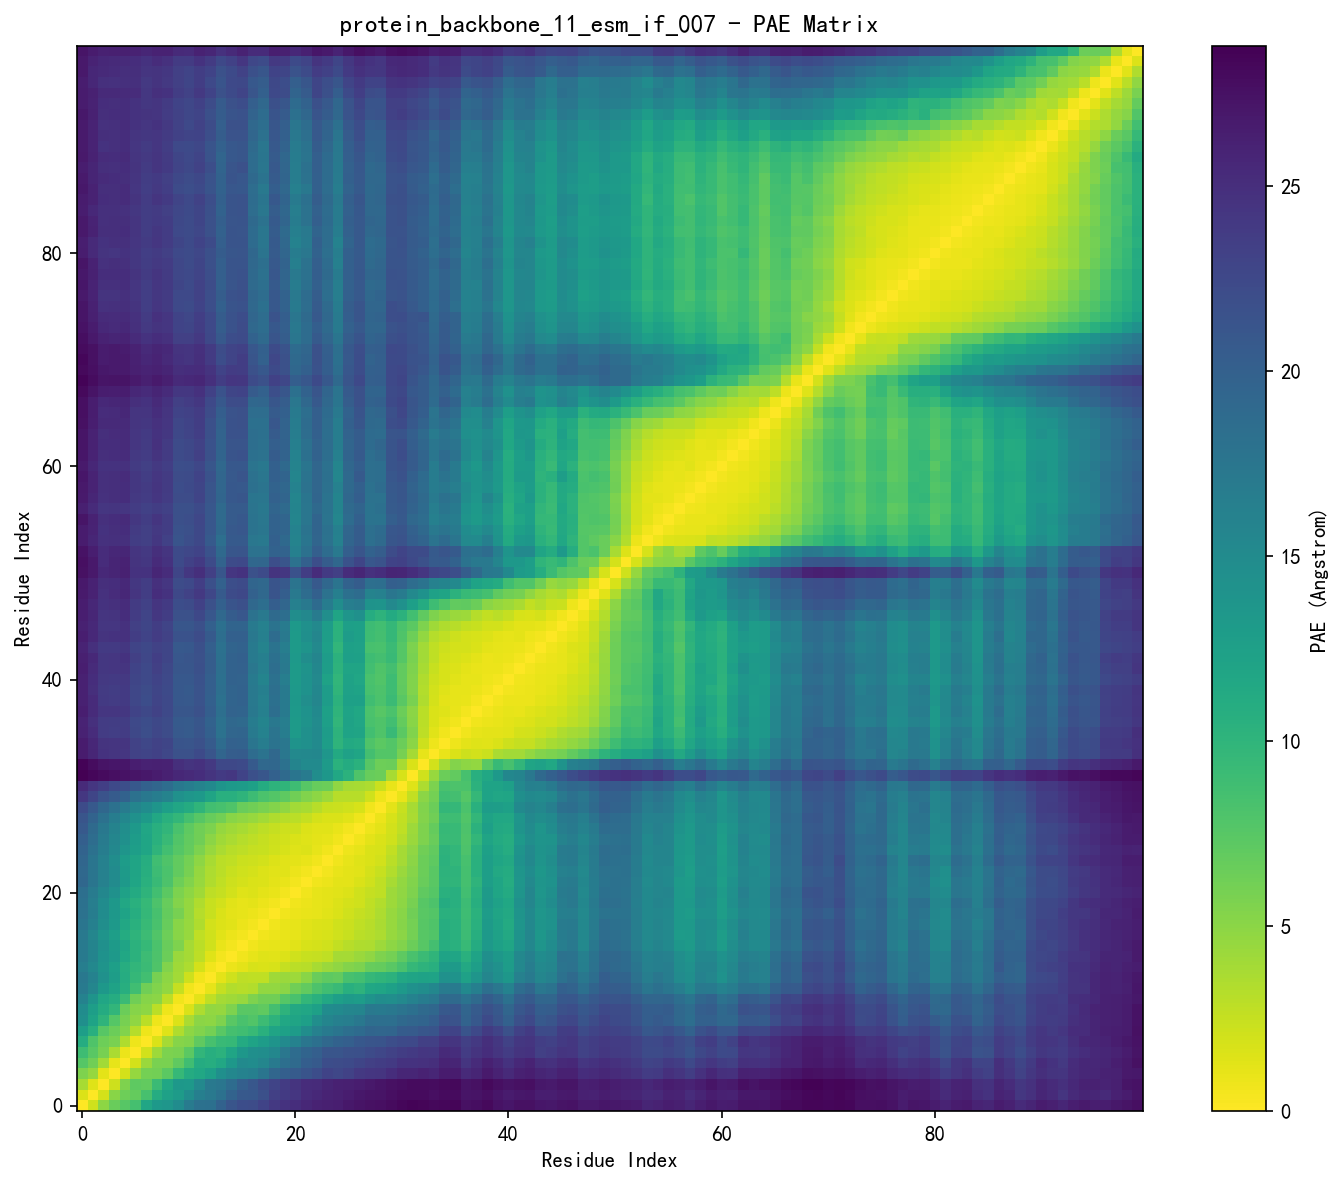 protein_backbone_11_esm_if_007 - PAE Matrix
80
60
40
20
0
Residue Index
0 20 40 60 80
Residue Index
25
20
15
10
5
0
PAE (Angstrom)